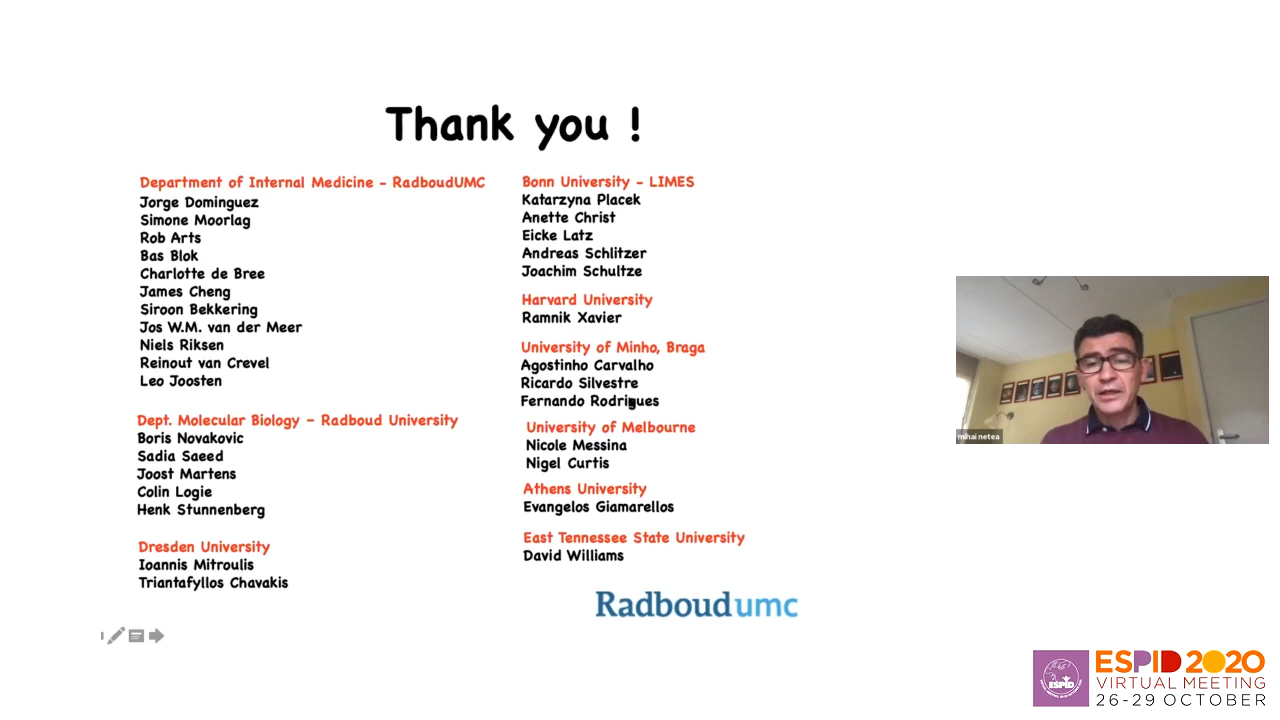 Thank you !
Department of Internal Medicine - RadboudUMC
Jorge Dominguez
Simone Moorlag
Rob Arts
Bas Blok
Charlotte de Bree
James Cheng
Siroon Bekkering
Jos W.M. van der Meer
Niels Riksen
Reinout van Crevel
Leo Joosten
Dept. Molecular Biology – Radboud University
Boris Novakovic
Sadia Saeed
Joost Martens
Colin Logie
Henk Stunnenberg
Dresden University
Ioannis Mitroulis
Triantafyllos Chavakis
Bonn University - LIMES
Katarzyna Placek
Anette Christ
Eicke Latz
Andreas Schlitzer
Joachim Schultze
Harvard University
Ramnik Xavier
University of Minho, Braga
Agostinho Carvalho
Ricardo Silvestre
Fernando Rodrigues
University of Melbourne
Nicole Messina
Nigel Curtis
Athens University
Evangelos Giamarellos
East Tennessee State University
David Williams
Radboudumc
mihai netea
ESPID
ESPID 2020
VIRTUAL MEETING
26-29 OCTOBER